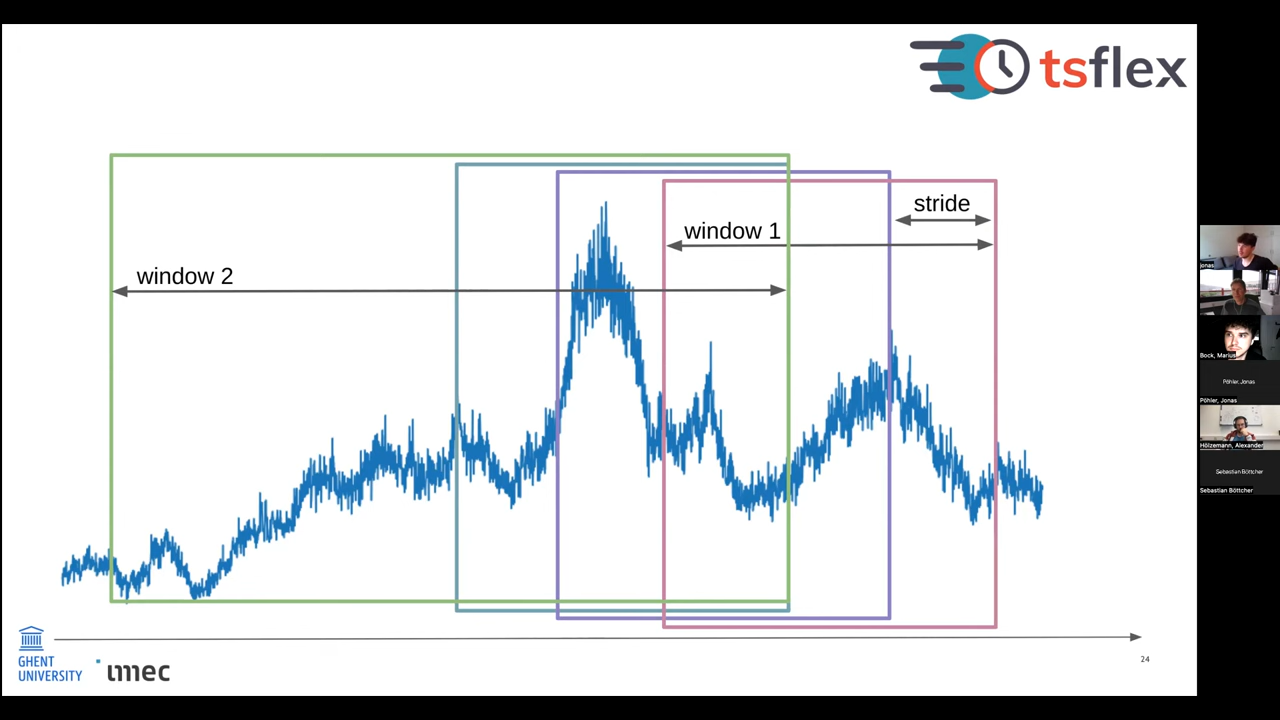 tsflex
stride
window 1
window 2
GHENT
UNIVERSITY
imec
24
jonas
Bock, Marius
Pöhler, Jonas
Pöhler, Jonas
Hölzemann, Alexander
Sebastian Böttcher
Sebastian Böttcher